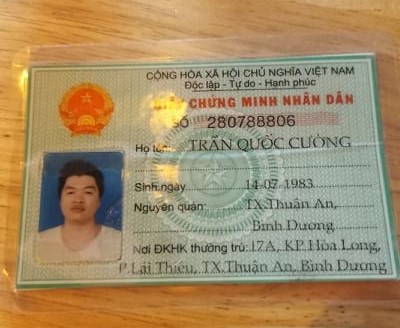 CỘNG HÒA XÃ HỘI CHỦ NGHĨA VIỆT NAM
Độc lập - Tự do - Hạnh phúc
GIẤY CHỨNG MINH NHÂN DÂN
SỐ 280788806
Họ tên: TRẦN QUỐC CƯỜNG
Sinh ngày 14-07-1983
Nguyên quán: TX.Thuận An,
Bình Dương
Nơi ĐKHK thường trú: 17A, KP.Hòa Long,
P.Lái Thiêu, TX.Thuận An, Bình Dương